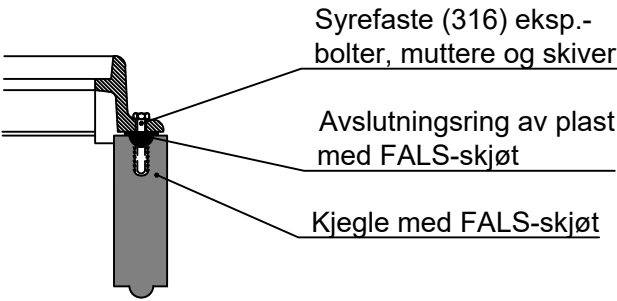 Syrefaste (316) eksp.-
bolter, muttere og skiver
Avslutningsring av plast
med FALS-skjøt
Kjegle med FALS-skjøt